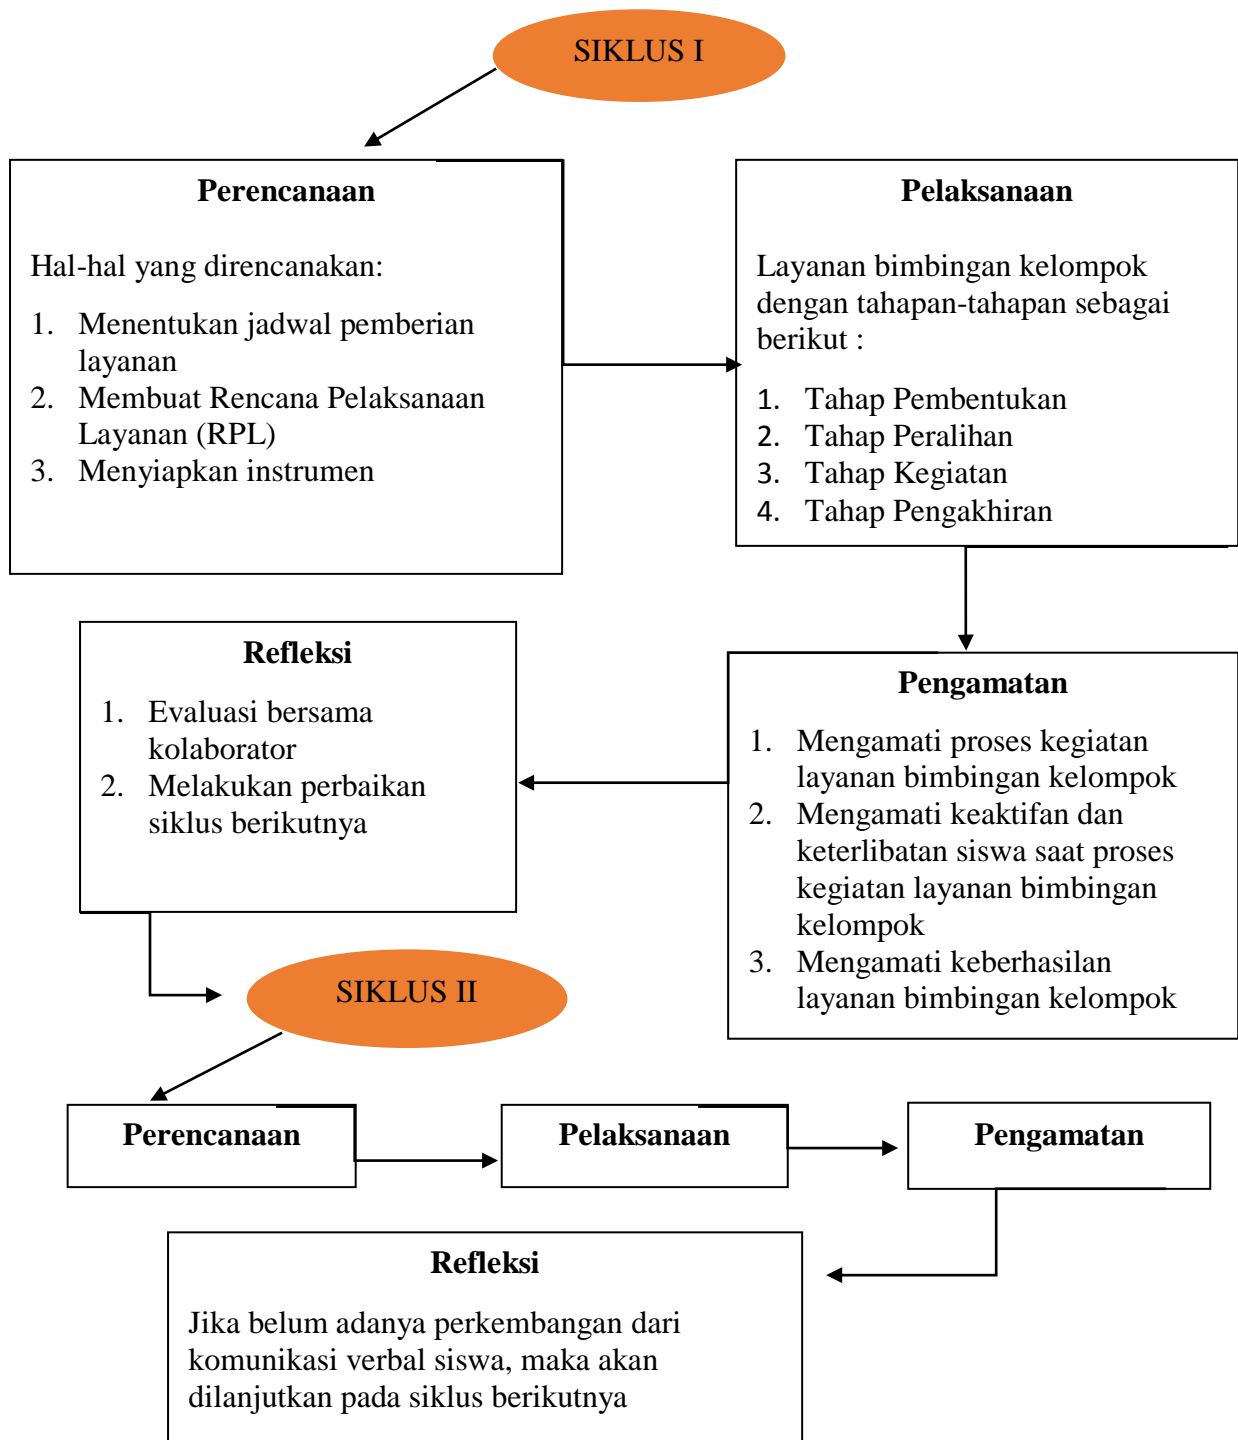 SIKLUS I
Perencanaan
Hal-hal yang direncanakan:
1. Menentukan jadwal pemberian
layanan
2. Membuat Rencana Pelaksanaan
Layanan (RPL)
3. Menyiapkan instrumen
Pelaksanaan
Layanan bimbingan kelompok
dengan tahapan-tahapan sebagai
berikut :
1. Tahap Pembentukan
2. Tahap Peralihan
3. Tahap Kegiatan
4. Tahap Pengakhiran
Pengamatan
1. Mengamati proses kegiatan
layanan bimbingan kelompok
2. Mengamati keaktifan dan
keterlibatan siswa saat proses
kegiatan layanan bimbingan
kelompok
3. Mengamati keberhasilan
layanan bimbingan kelompok
Refleksi
1. Evaluasi bersama
kolaborator
2. Melakukan perbaikan
siklus berikutnya
SIKLUS II
Perencanaan
Pelaksanaan
Pengamatan
Refleksi
Jika belum adanya perkembangan dari
komunikasi verbal siswa, maka akan
dilanjutkan pada siklus berikutnya